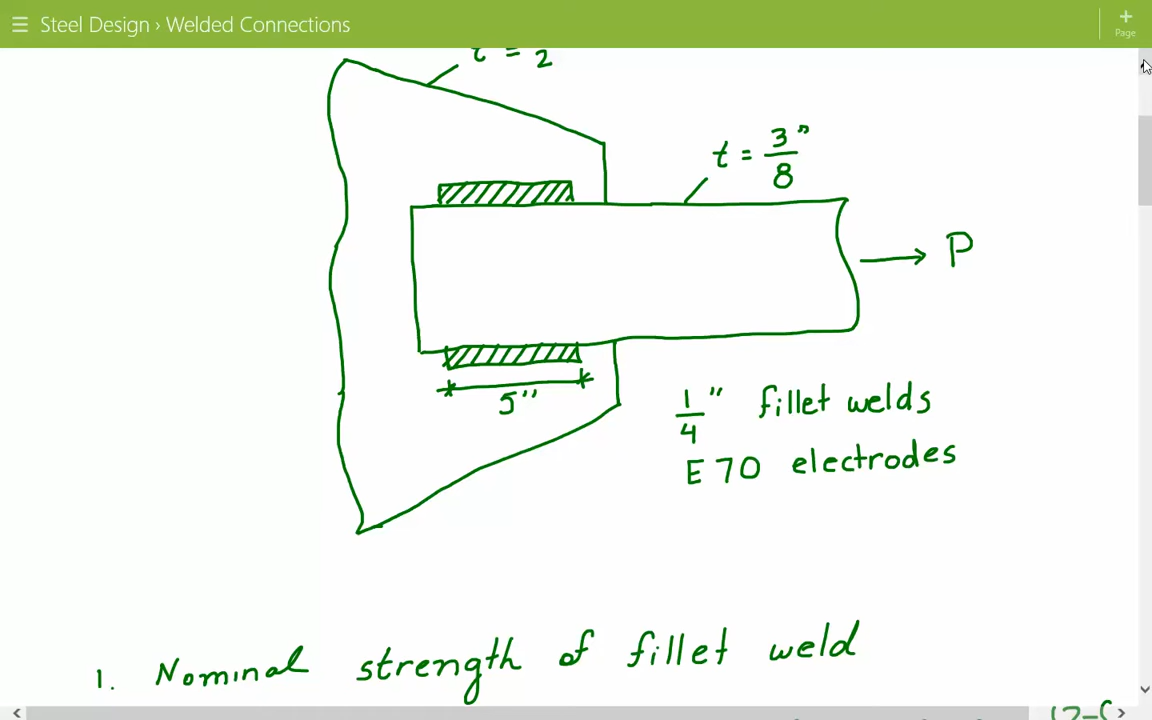 Steel Design › Welded Connections
Page
t = 3"/8
P
5"
1/4" fillet welds
E 70 electrodes
1. Nominal strength of fillet weld